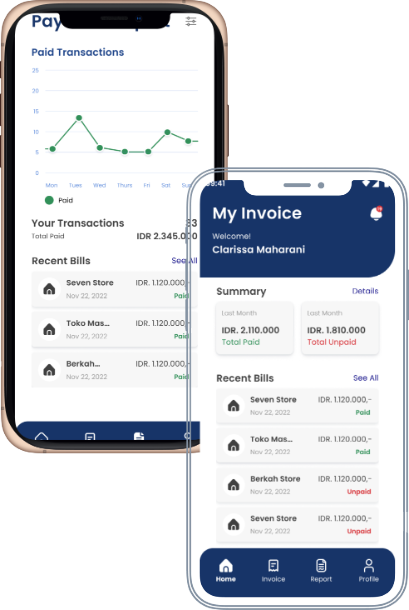 Paid Transactions
25
20
15
10
5
0
Mon Tues Wed Thurs Fri Sat
Paid
Your Transactions
Total Paid IDR 2.345.
Recent Bills See All
Seven Store IDR. 1.120.000,
Nov 22, 2022 Paid
Toko Mas... IDR. 1.120.000,
Nov 22, 2022 Paid
Berkah... IDR. 1.120.000,
Nov 22, 2022 Paid
My Invoice
Welcome!
Clarissa Maharani
Summary Details
Last Month Last Month
IDR. 2.110.000 IDR. 1.810.000
Total Paid Total Unpaid
Recent Bills See All
Seven Store IDR. 1.120.000,-
Nov 22, 2022 Paid
Toko Mas... IDR. 1.120.000,-
Nov 22, 2022 Paid
Berkah Store IDR. 1.120.000,-
Nov 22, 2022 Unpaid
Seven Store IDR. 1.120.000,-
Nov 22, 2022 Unpaid
Home Invoice Report Profile